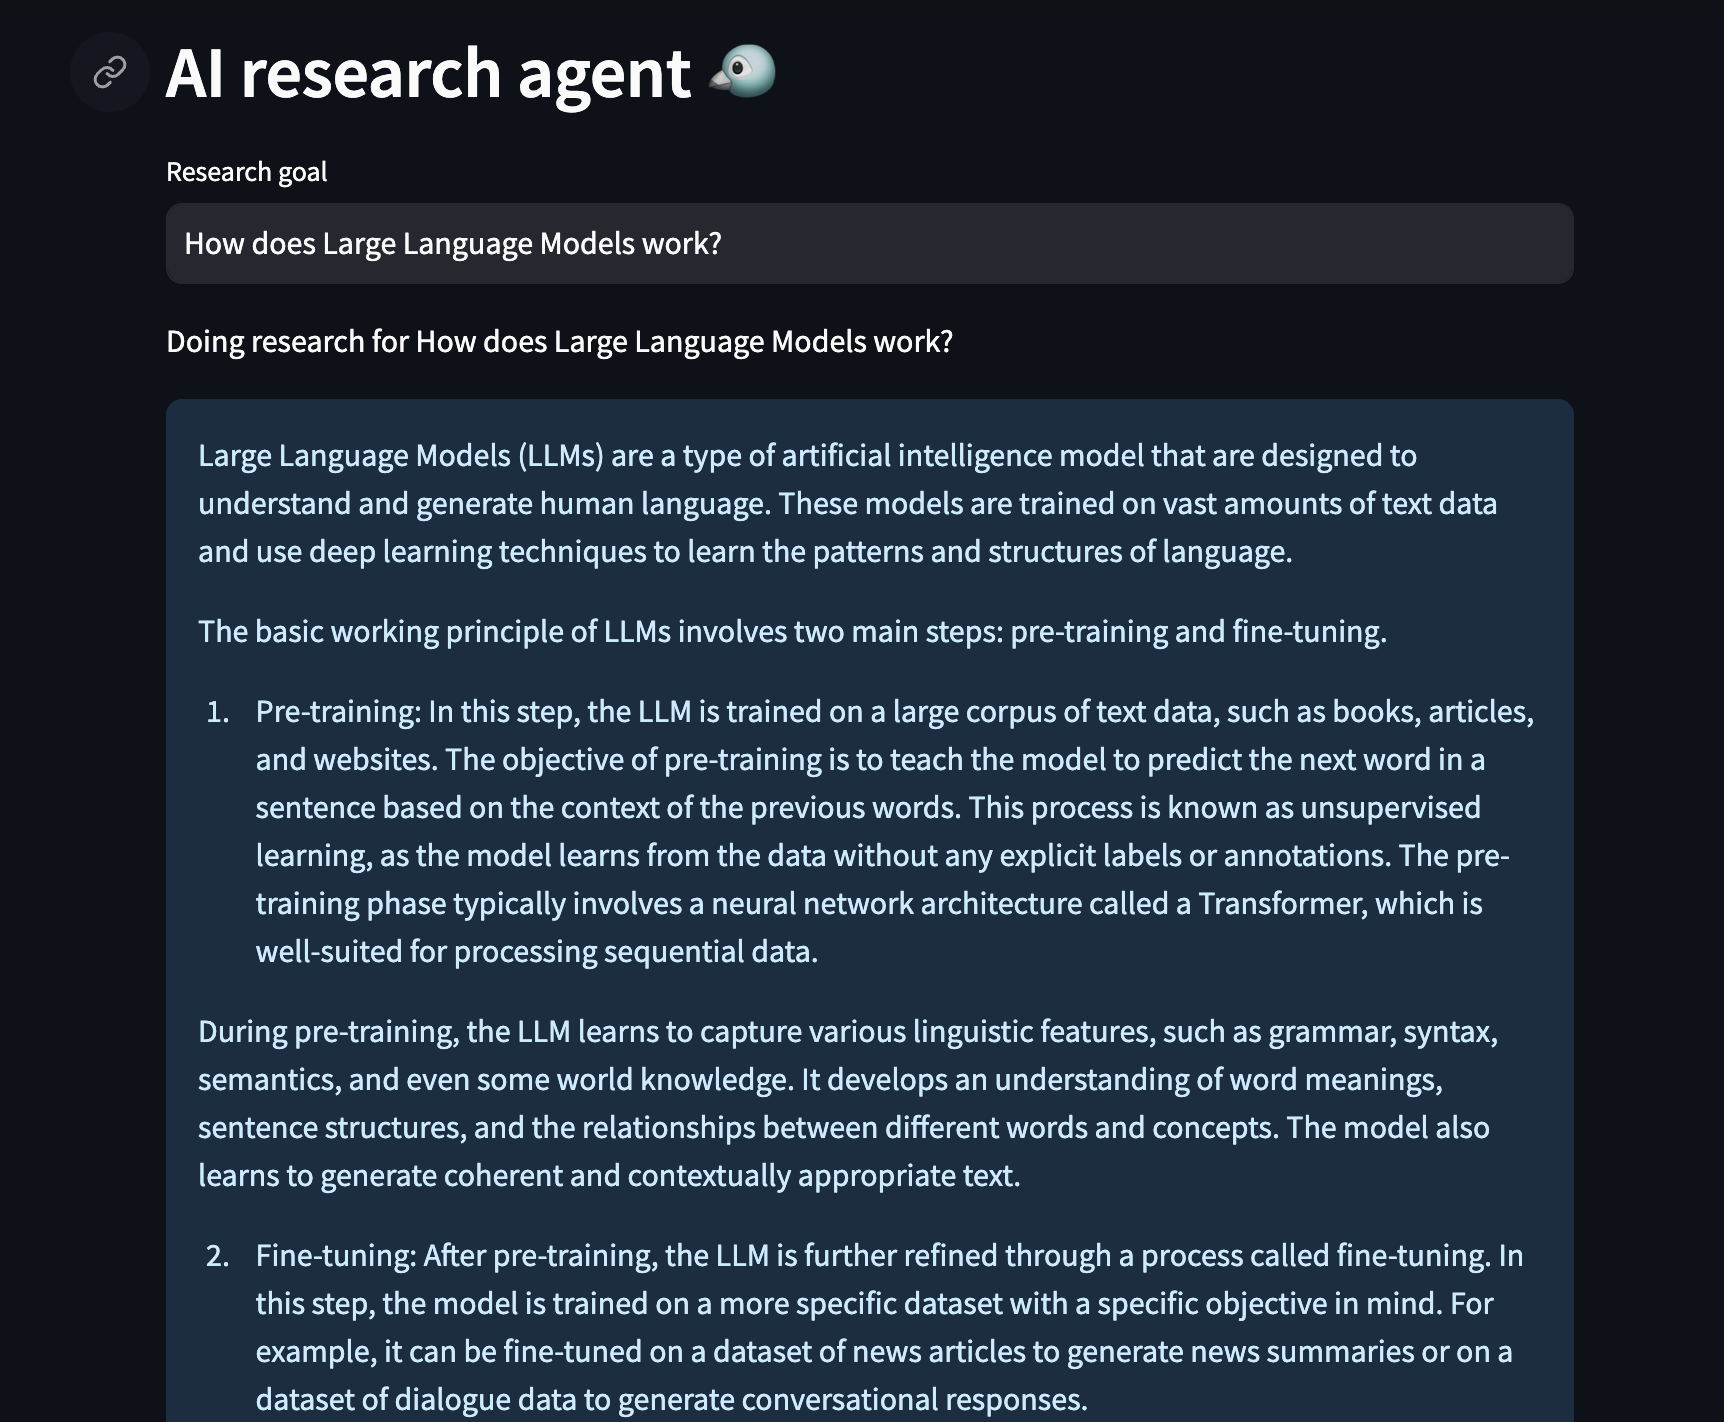 AI research agent
Research goal
How does Large Language Models work?
Doing research for How does Large Language Models work?
Large Language Models (LLMs) are a type of artificial intelligence model that are designed to
understand and generate human language. These models are trained on vast amounts of text data
and use deep learning techniques to learn the patterns and structures of language.
The basic working principle of LLMs involves two main steps: pre-training and fine-tuning.
1. Pre-training: In this step, the LLM is trained on a large corpus of text data, such as books, articles,
and websites. The objective of pre-training is to teach the model to predict the next word in a
sentence based on the context of the previous words. This process is known as unsupervised
learning, as the model learns from the data without any explicit labels or annotations. The pre-
training phase typically involves a neural network architecture called a Transformer, which is
well-suited for processing sequential data.
During pre-training, the LLM learns to capture various linguistic features, such as grammar, syntax,
semantics, and even some world knowledge. It develops an understanding of word meanings,
sentence structures, and the relationships between different words and concepts. The model also
learns to generate coherent and contextually appropriate text.
2. Fine-tuning: After pre-training, the LLM is further refined through a process called fine-tuning. In
this step, the model is trained on a more specific dataset with a specific objective in mind. For
example, it can be fine-tuned on a dataset of news articles to generate news summaries or on a
dataset of dialogue data to generate conversational responses.